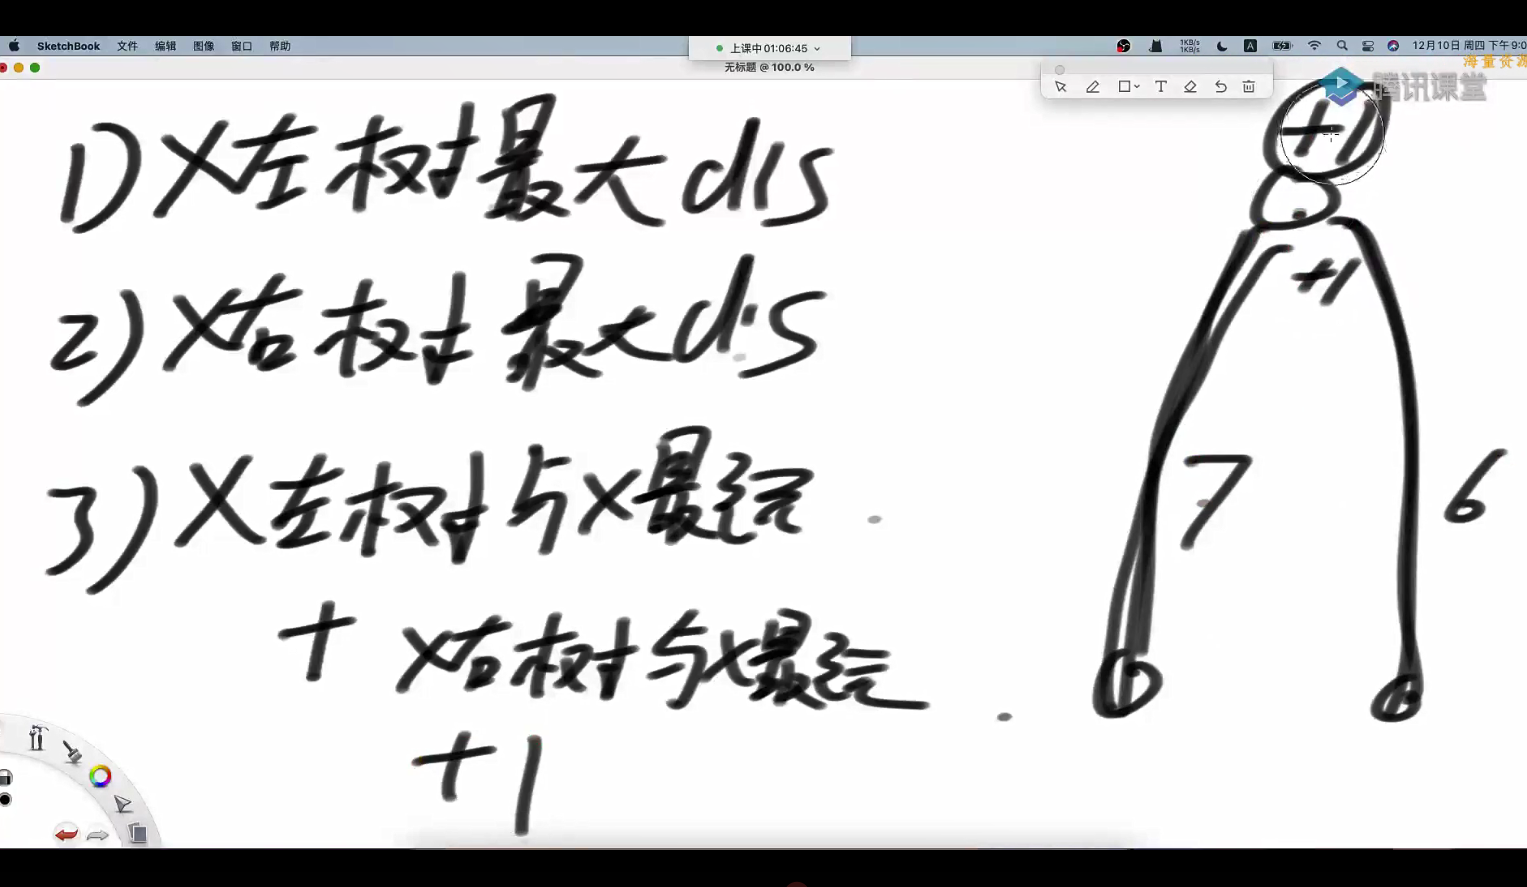 SketchBook 文件 编辑 图像 窗口 帮助
上课中 01:06:45
1KB/s
1KB/s
A
12月10日 周四 下午9:0
无标题 @ 100.0 %
海量资源
腾讯课堂
T
1) X左树最大dis
2) X右树最大dis
3) X左树与X最远
+ X右树与X最远
+1
+1
+1
7
6